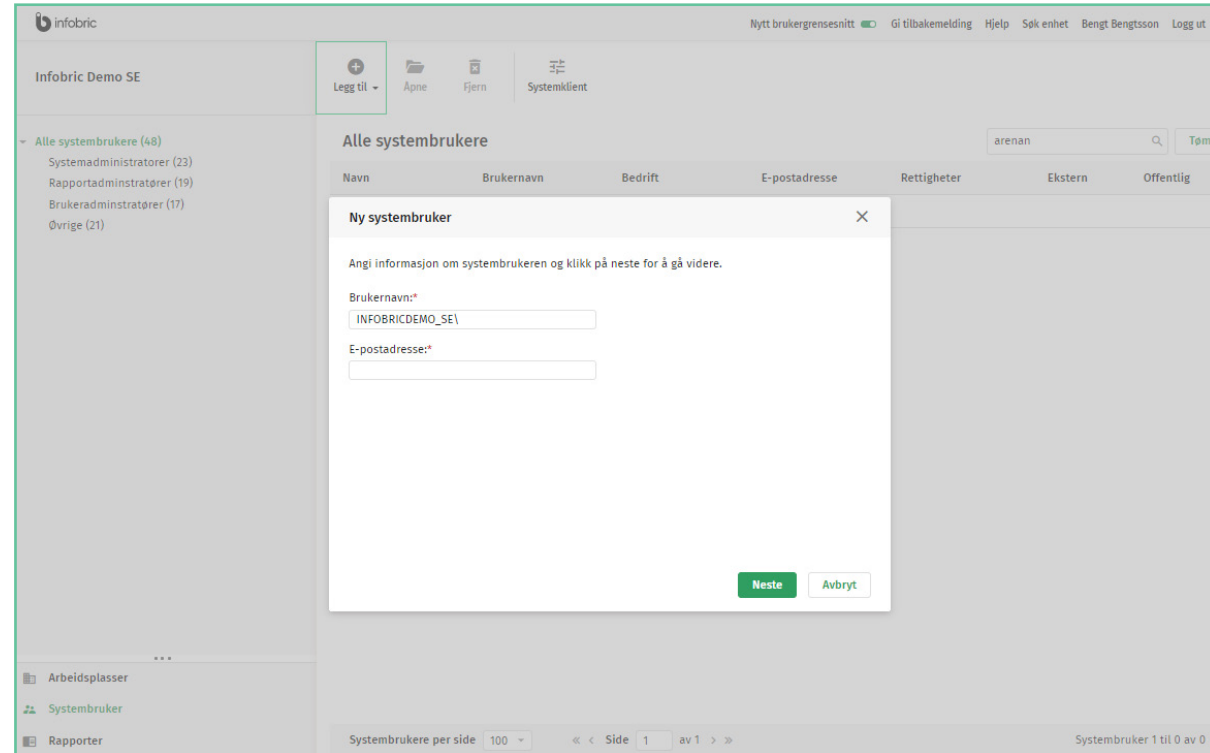 infobric
Nytt brukergrensesnitt Gi tilbakemelding Hjelp Søk enhet Bengt Bengtsson Logg ut
Infobric Demo SE
Legg til Åpne Fjern Systemklient
Alle systembrukere (48)
Systemadministratorer (23)
Rapportadminstratører (19)
Brukeradminstratører (17)
Øvrige (21)
Alle systembrukere
arenan Tøm
Navn Brukernavn Bedrift E-postadresse Rettigheter Ekstern Offentlig
Ny systembruker
Angi informasjon om systembrukeren og klikk på neste for å gå videre.
Brukernavn:*
INFOBRICDEMO_SE\
E-postadresse:*
Neste Avbryt
Arbeidsplasser
Systembruker
Rapporter
Systembrukere per side 100 « < Side 1 av 1 > »
Systembruker 1 til 0 av 0